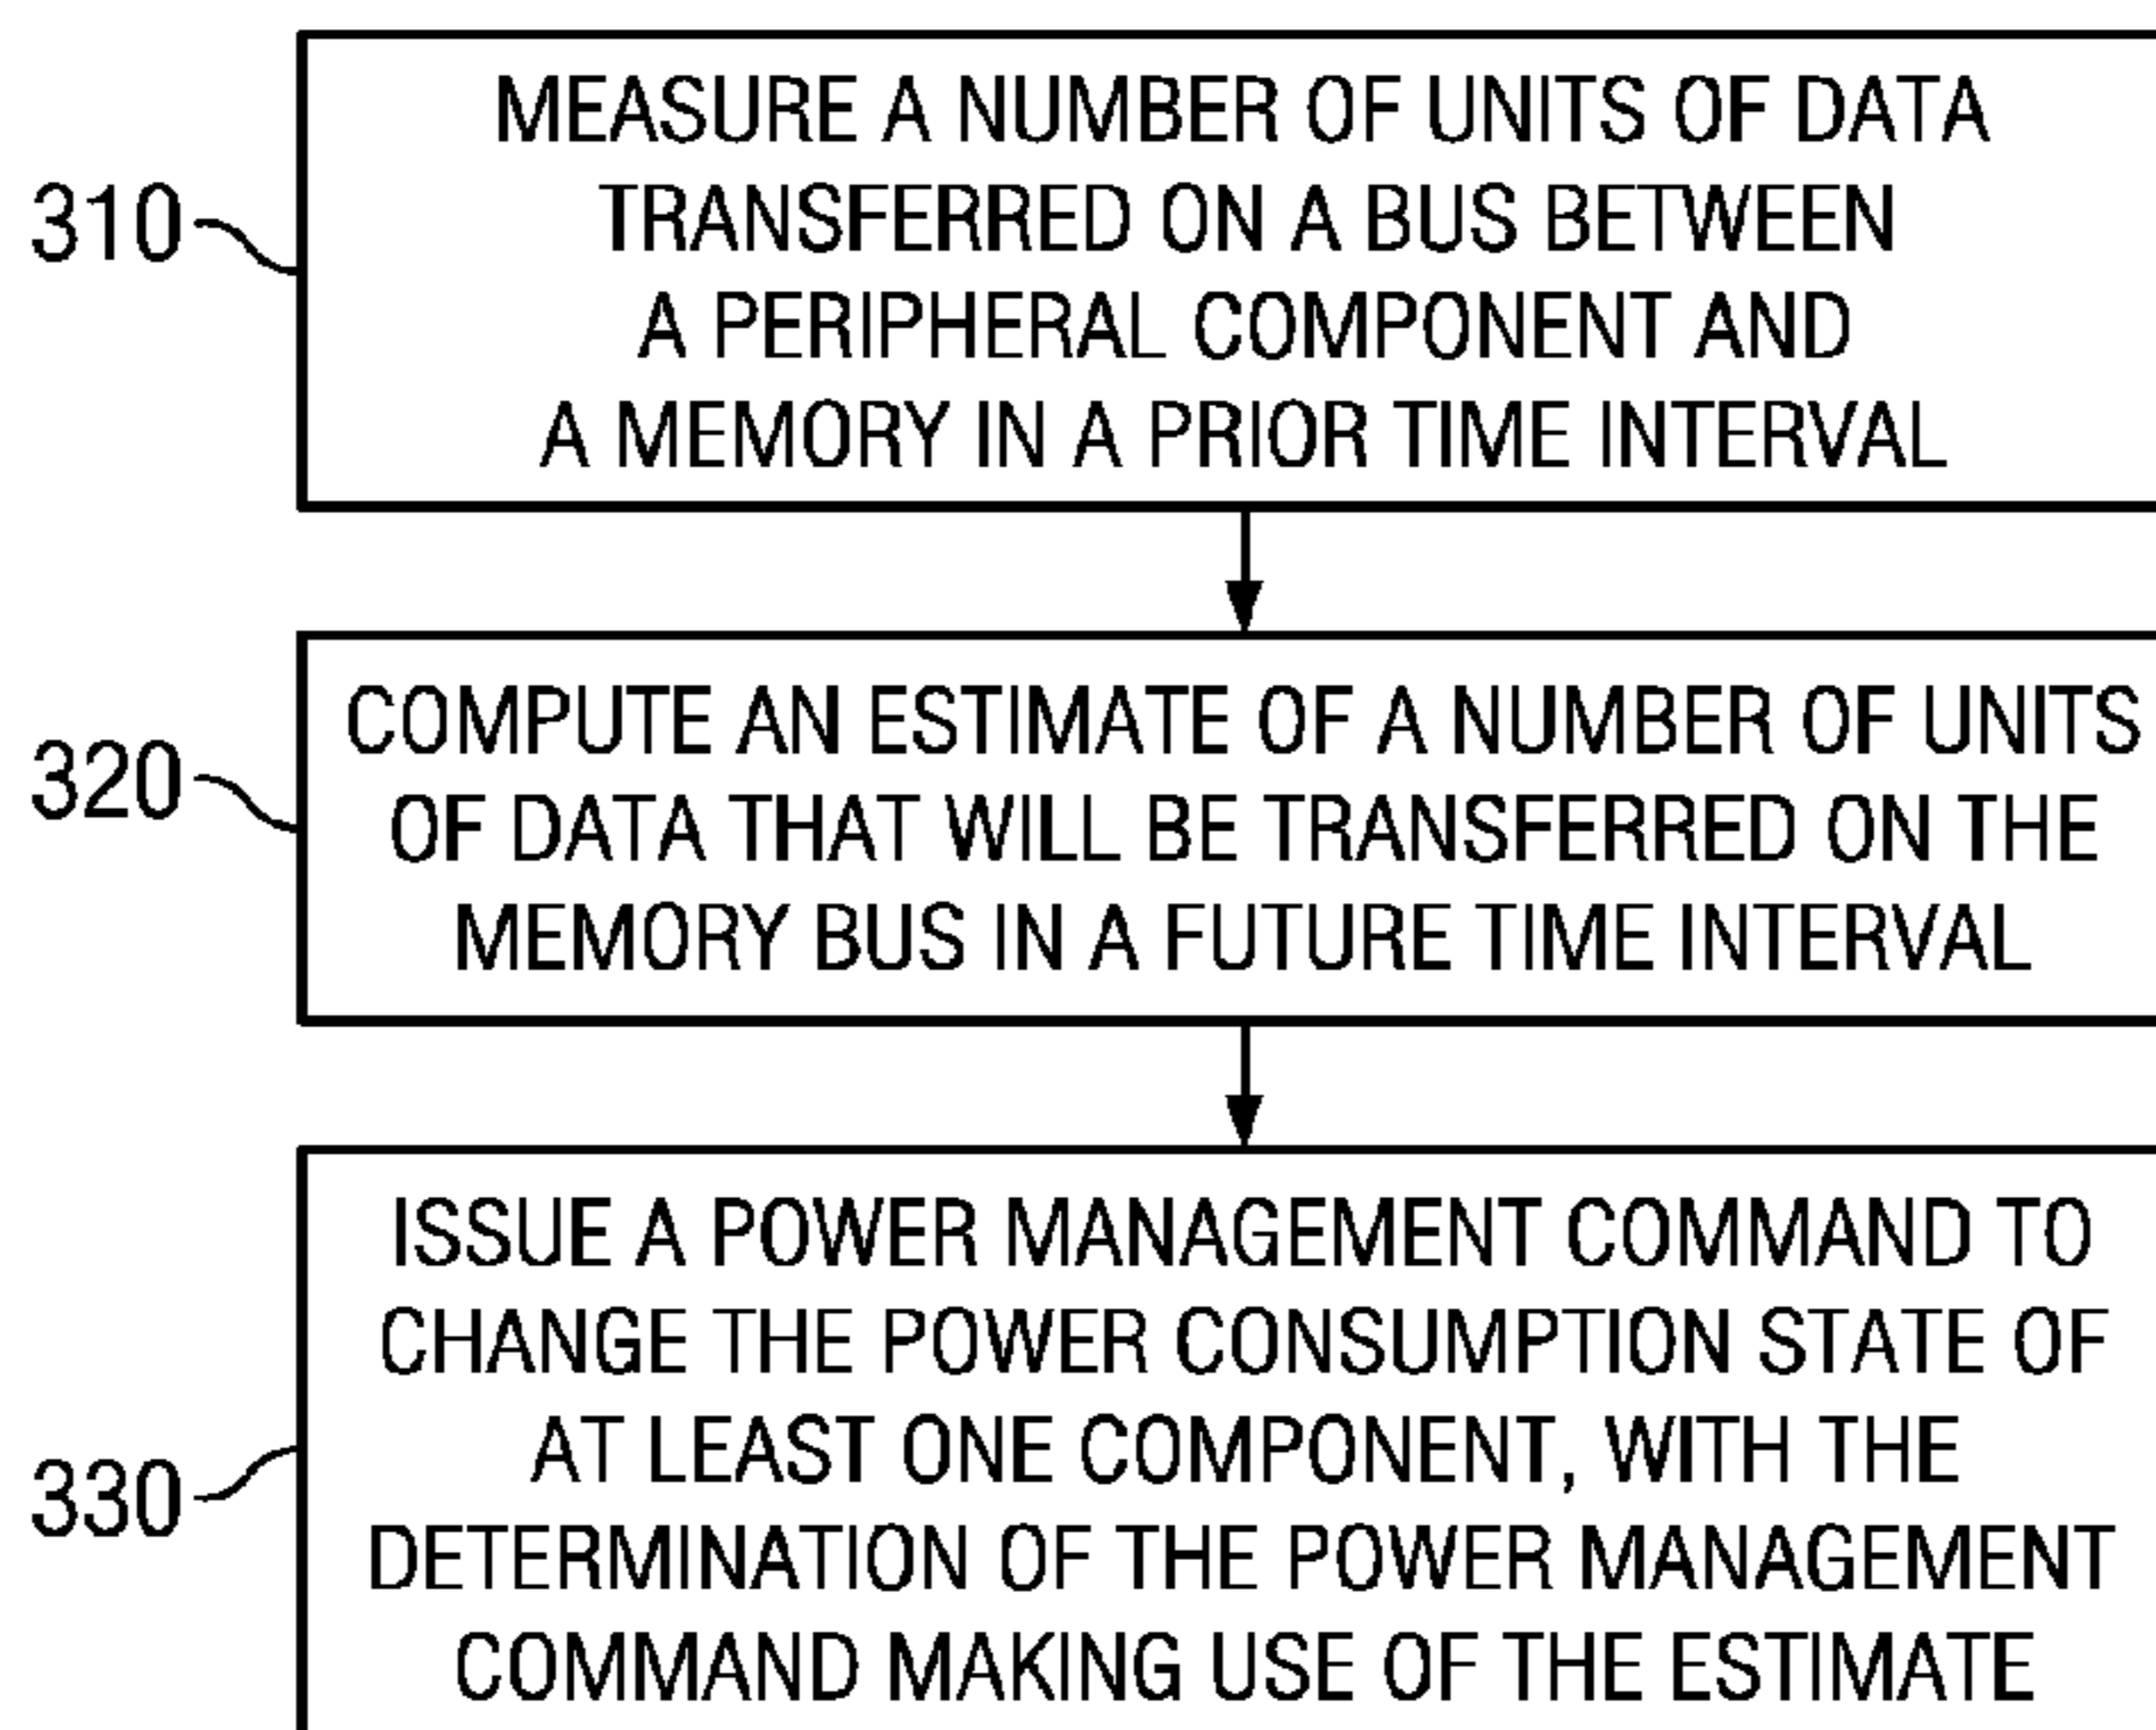 310
MEASURE A NUMBER OF UNITS OF DATA
TRANSFERRED ON A BUS BETWEEN
A PERIPHERAL COMPONENT AND
A MEMORY IN A PRIOR TIME INTERVAL
320
COMPUTE AN ESTIMATE OF A NUMBER OF UNITS
OF DATA THAT WILL BE TRANSFERRED ON THE
MEMORY BUS IN A FUTURE TIME INTERVAL
330
ISSUE A POWER MANAGEMENT COMMAND TO
CHANGE THE POWER CONSUMPTION STATE OF
AT LEAST ONE COMPONENT, WITH THE
DETERMINATION OF THE POWER MANAGEMENT
COMMAND MAKING USE OF THE ESTIMATE